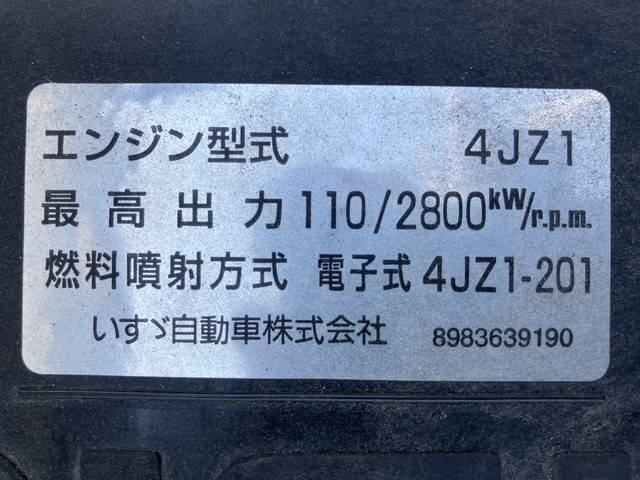 エンジン型式 4JZ1
最高出力 110/2800kW/r.p.m.
燃料噴射方式 電子式 4JZ1-201
いすゞ自動車株式会社 8983639190